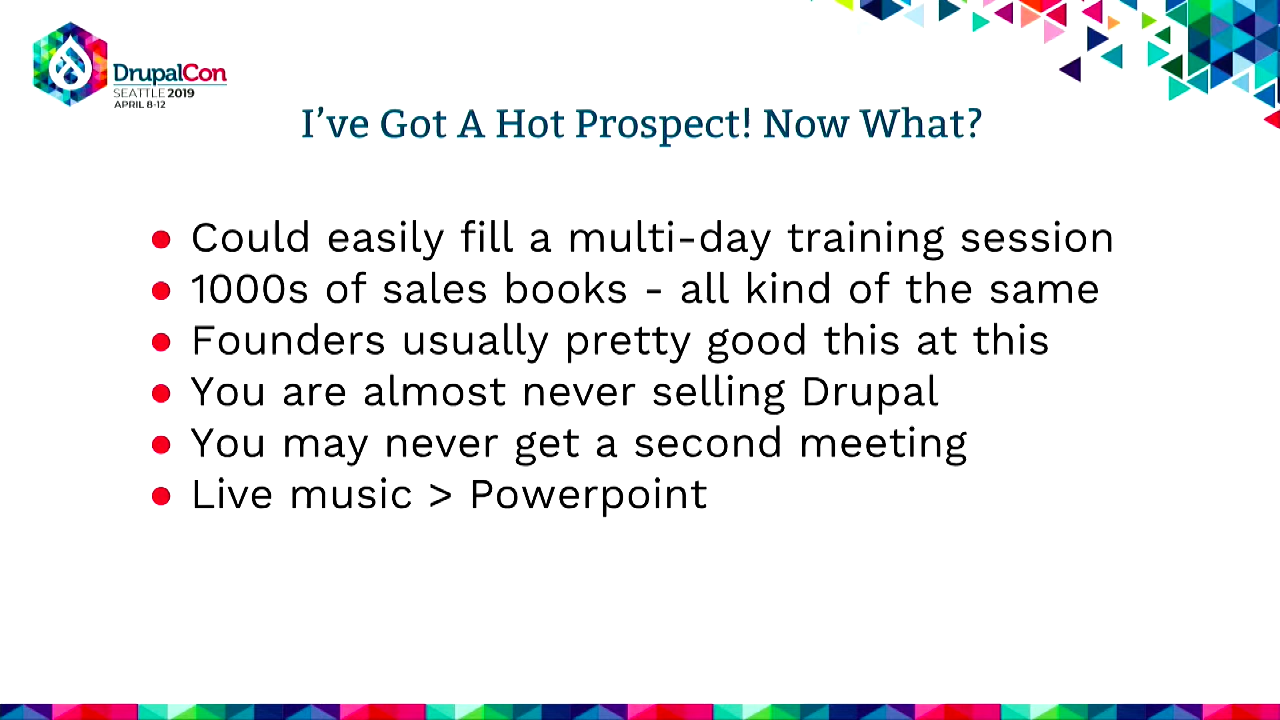 DrupalCon
SEATTLE 2019
APRIL 8-12
I’ve Got A Hot Prospect! Now What?
● Could easily fill a multi-day training session
● 1000s of sales books - all kind of the same
● Founders usually pretty good this at this
● You are almost never selling Drupal
● You may never get a second meeting
● Live music > Powerpoint